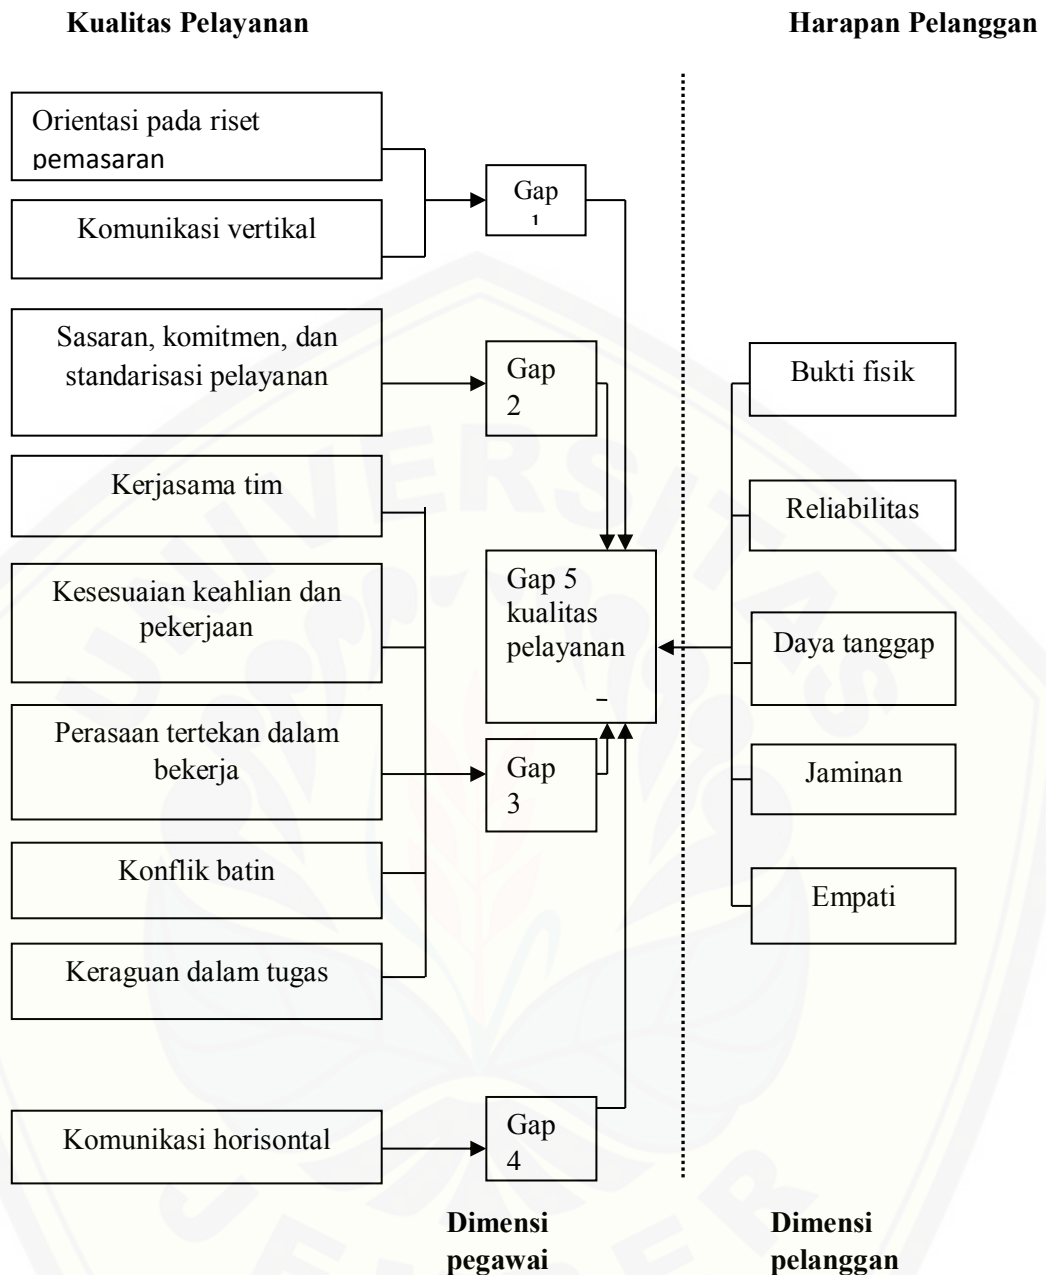 Kualitas Pelayanan
Harapan Pelanggan
Orientasi pada riset
pemasaran
Komunikasi vertikal
Gap
1
Sasaran, komitmen, dan
standarisasi pelayanan
Gap
2
Kerjasama tim
Kesesuaian keahlian dan
pekerjaan
Perasaan tertekan dalam
bekerja
Konflik batin
Keraguan dalam tugas
Gap
3
Komunikasi horisontal
Gap
4
Gap 5
kualitas
pelayanan
Bukti fisik
Reliabilitas
Daya tanggap
Jaminan
Empati
Dimensi
pegawai
Dimensi
pelanggan
UNIVERSITAS
JEMBER